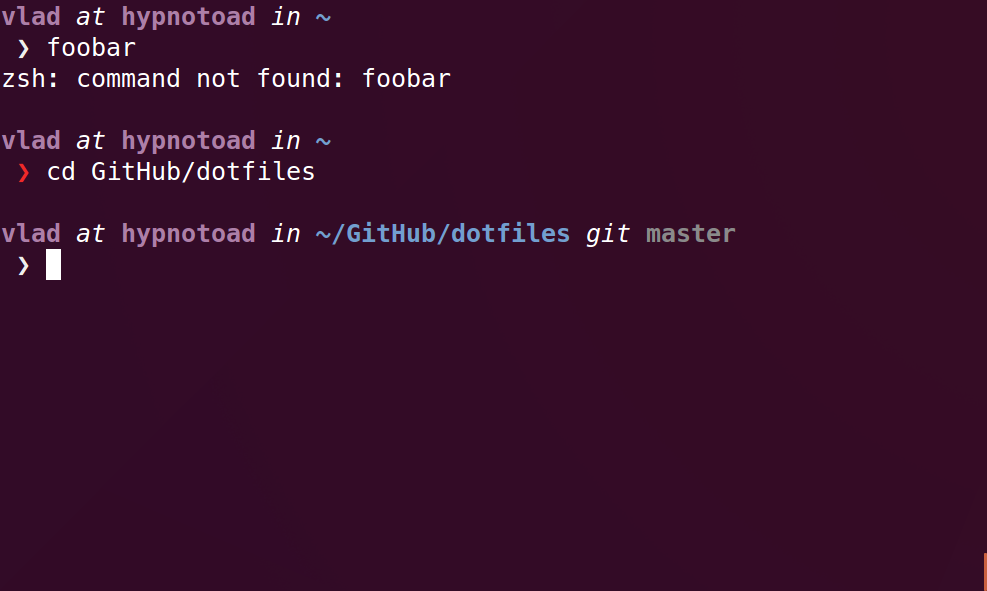 vlad at hypnotoad in ~
❯ foobar
zsh: command not found: foobar
vlad at hypnotoad in ~
❯ cd GitHub/dotfiles
vlad at hypnotoad in ~/GitHub/dotfiles git master
❯